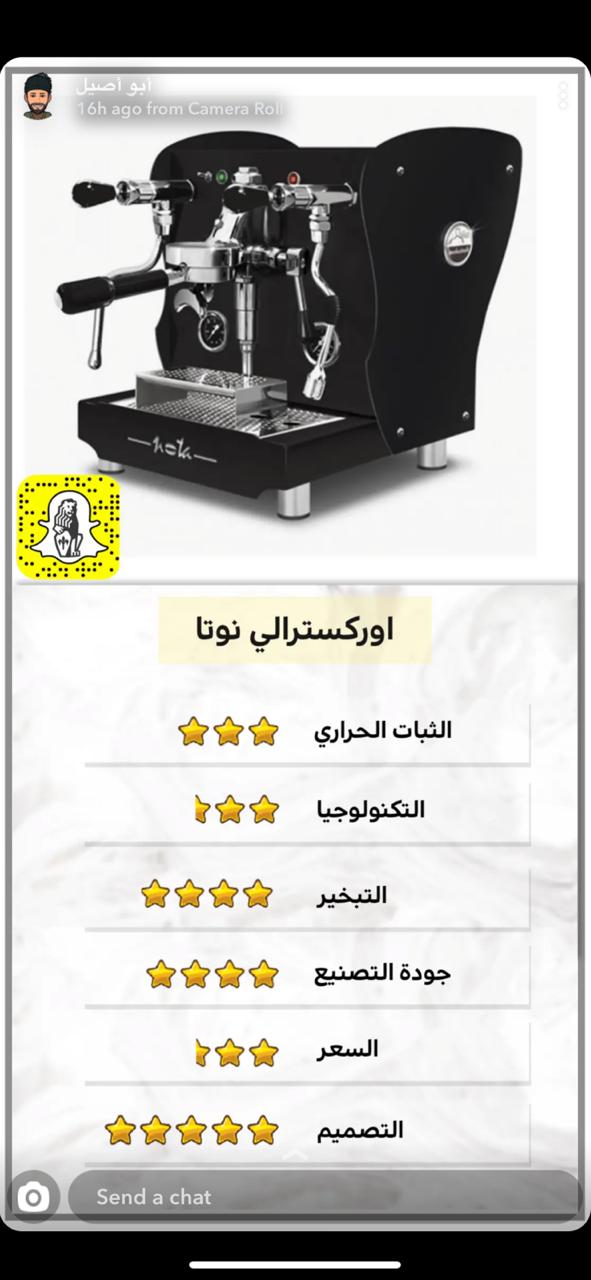 أبو أصيل
16h ago from Camera Roll
nota
اوركسترالي نوتا
الثبات الحراري
التكنولوجيا
التبخير
جودة التصنيع
السعر
التصميم
Send a chat